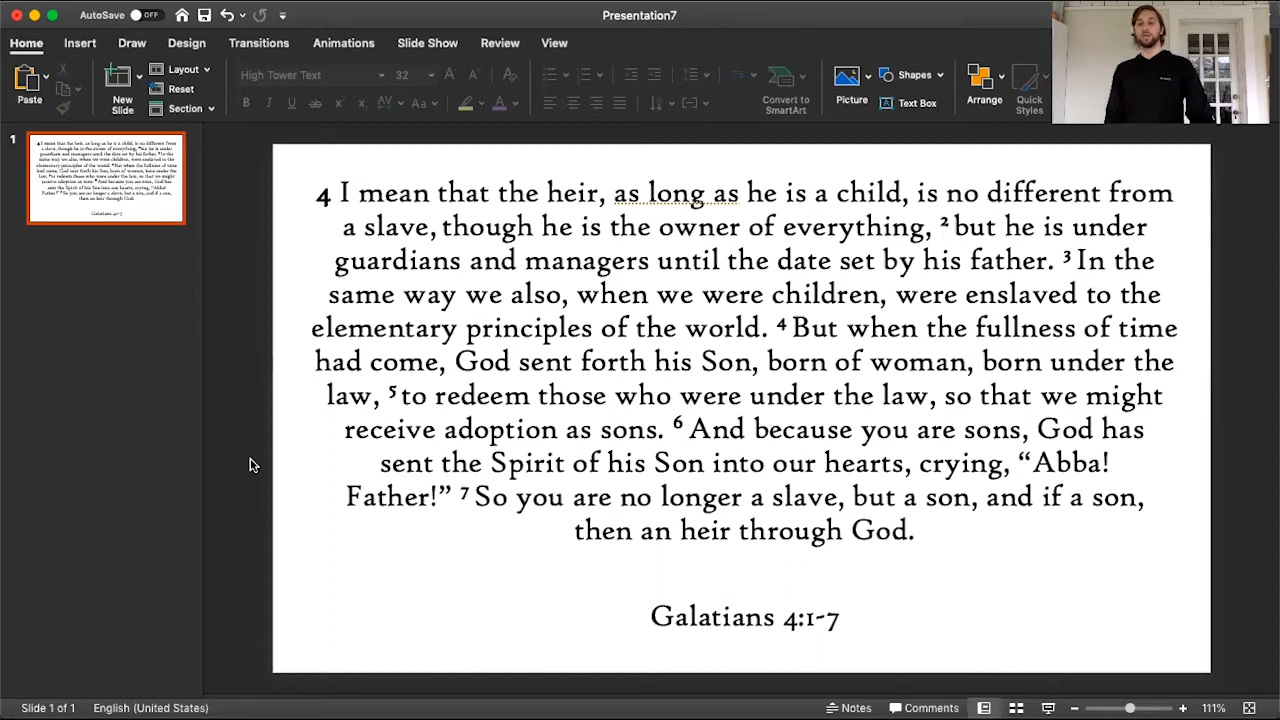 AutoSave OFF
Presentation7
Home Insert Draw Design Transitions Animations Slide Show Review View
Paste
New
Slide
Layout
Reset
Section
High Tower Text
32
Convert to
SmartArt
Picture
Shapes
Text Box
Arrange
Quick
Styles
1
4 I mean that the heir, as long as he is a child, is no different from
a slave, though he is the owner of everything, 2 but he is under
guardians and managers until the date set by his father. 3 In the
same way we also, when we were children, were enslaved to the
elementary principles of the world. 4 But when the fullness of time
had come, God sent forth his Son, born of woman, born under the
law, 5 to redeem those who were under the law, so that we might
receive adoption as sons. 6 And because you are sons, God has
sent the Spirit of his Son into our hearts, crying, “Abba!
Father!” 7 So you are no longer a slave, but a son, and if a son,
then an heir through God.
Galatians 4:1-7
Slide 1 of 1 English (United States)
Notes Comments 111%